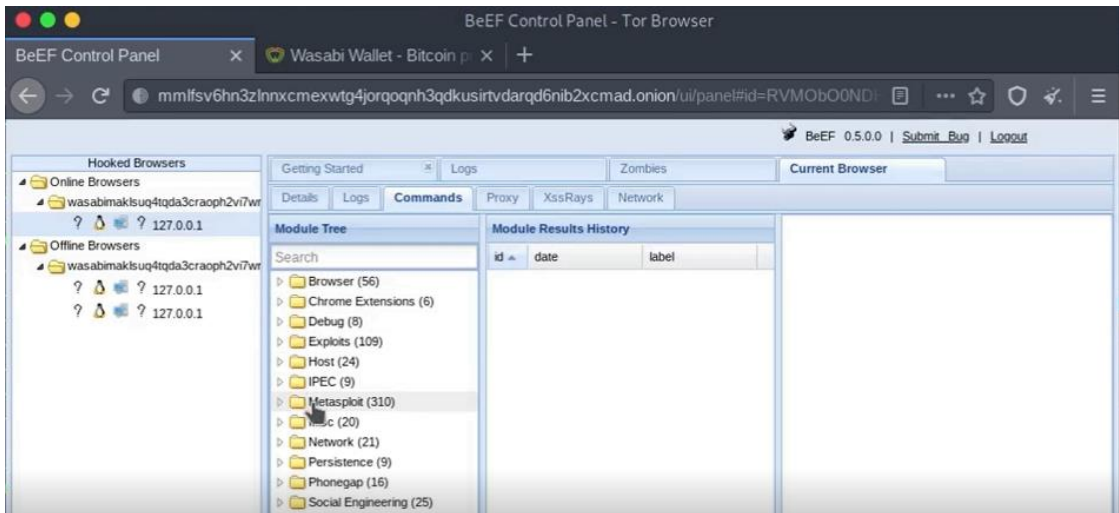 BeEF Control Panel - Tor Browser
BeEF Control Panel
Wasabi Wallet - Bitcoin p
mmlfsv6hn3zlnnxcmexwtg4jorqoqnh3qdkusirtvdarqd6nib2xcmad.onion/ui/panel#id=RVMObO0ND
BeEF 0.5.0.0 | Submit Bug | Logout
Hooked Browsers
Online Browsers
wasabimaklsuq4tqda3craoph2vi7wr
? ? 127.0.0.1
Offline Browsers
wasabimaklsuq4tqda3craoph2vi7wr
? ? 127.0.0.1
? ? 127.0.0.1
Getting Started
Logs
Zombies
Current Browser
Details
Logs
Commands
Proxy
XssRays
Network
Module Tree
Search
Browser (56)
Chrome Extensions (6)
Debug (8)
Exploits (109)
Host (24)
IPEC (9)
Metasploit (310)
Misc (20)
Network (21)
Persistence (9)
Phonegap (16)
Social Engineering (25)
Module Results History
id date label